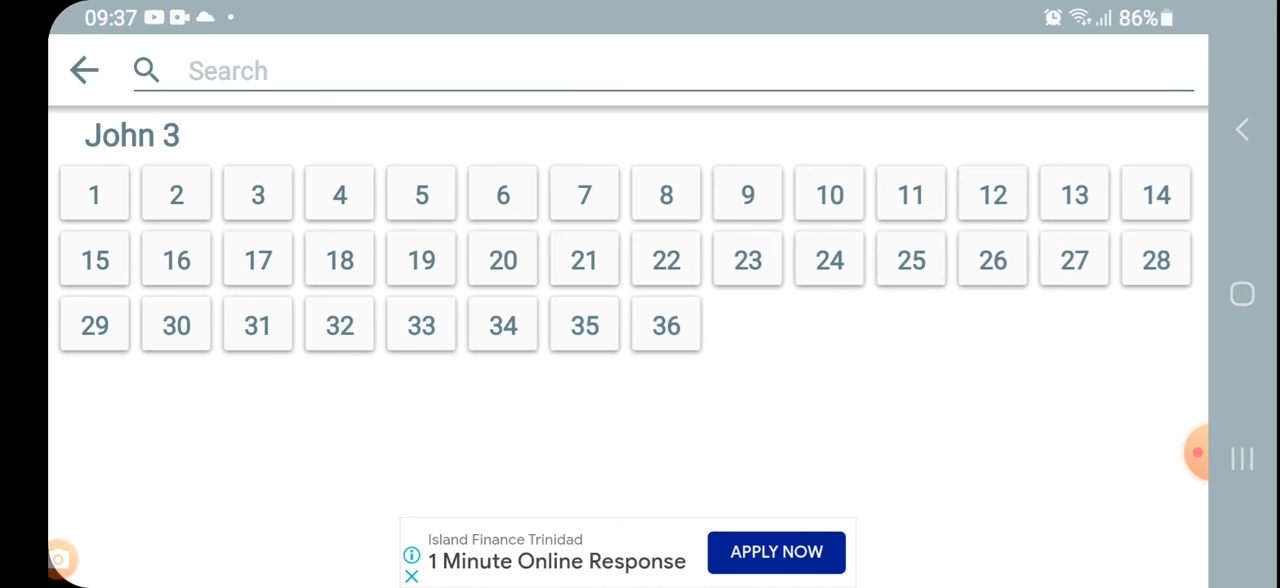 09:37 86%
Search
John 3
1 2 3 4 5 6 7 8 9 10 11 12 13 14
15 16 17 18 19 20 21 22 23 24 25 26 27 28
29 30 31 32 33 34 35 36
Island Finance Trinidad
1 Minute Online Response
APPLY NOW